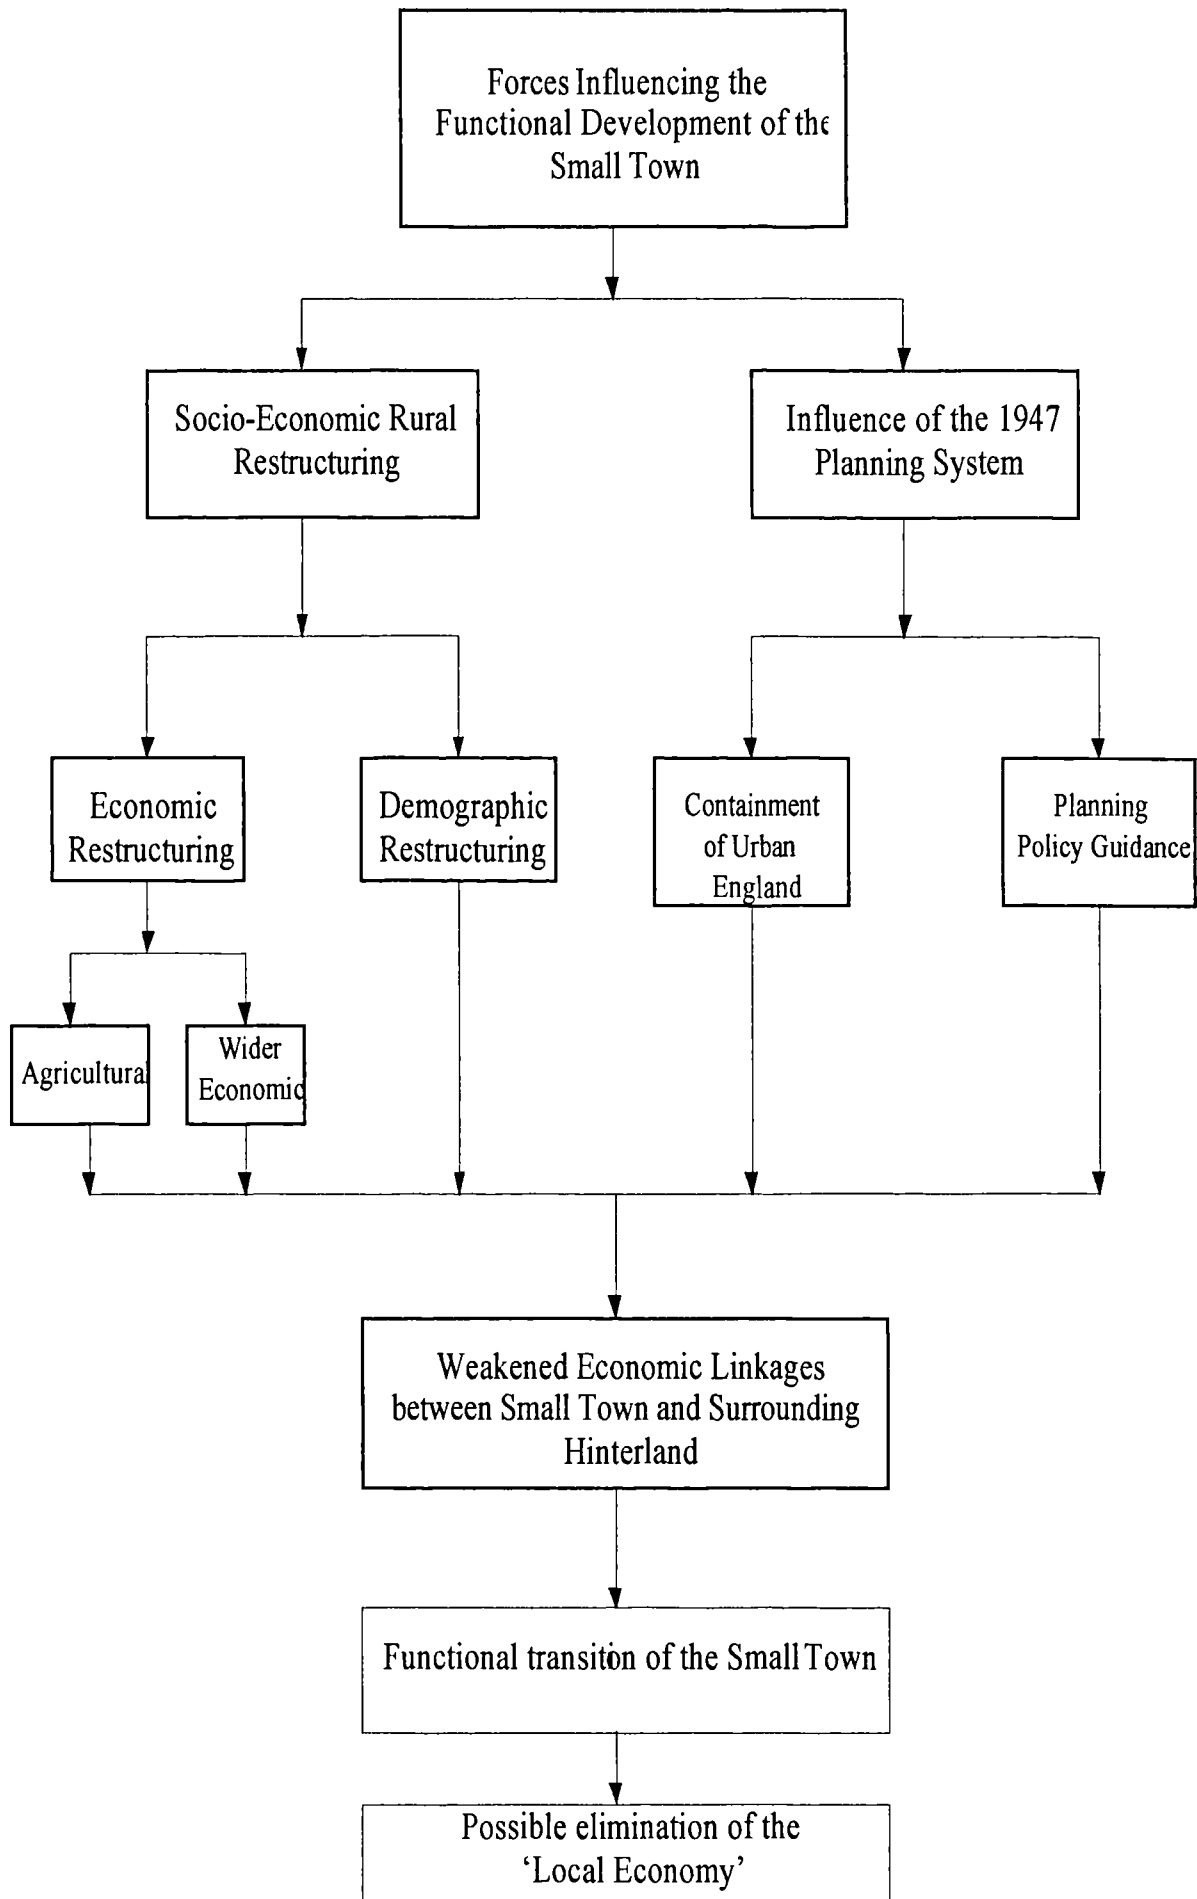 Forces Influencing the
Functional Development of the
Small Town
Socio-Economic Rural
Restructuring
Influence of the 1947
Planning System
Economic
Restructuring
Demographic
Restructuring
Containment
of Urban
England
Planning
Policy Guidance
Agricultural
Wider
Economic
Weakened Economic Linkages
between Small Town and Surrounding
Hinterland
Functional transition of the Small Town
Possible elimination of the
‘Local Economy’